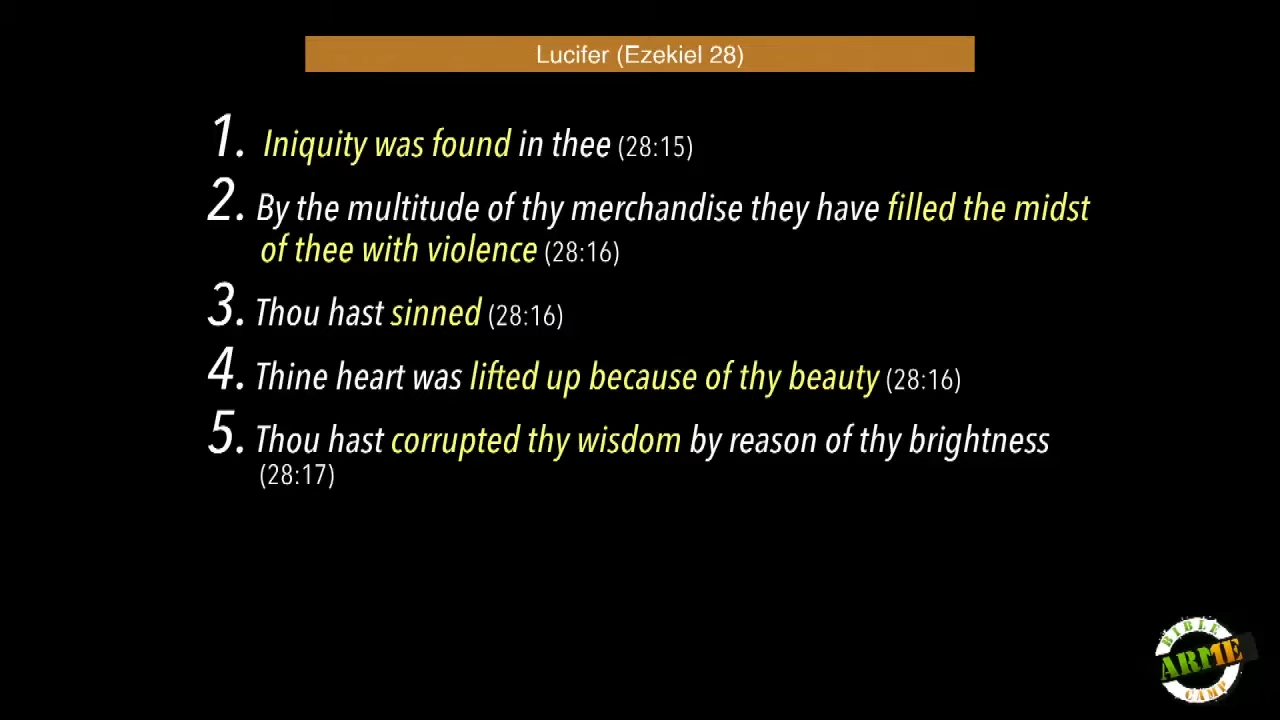 Lucifer (Ezekiel 28)
1. Iniquity was found in thee (28:15)
2. By the multitude of thy merchandise they have filled the midst
of thee with violence (28:16)
3. Thou hast sinned (28:16)
4. Thine heart was lifted up because of thy beauty (28:16)
5. Thou hast corrupted thy wisdom by reason of thy brightness
(28:17)
BIBLE
ARME
CAMP